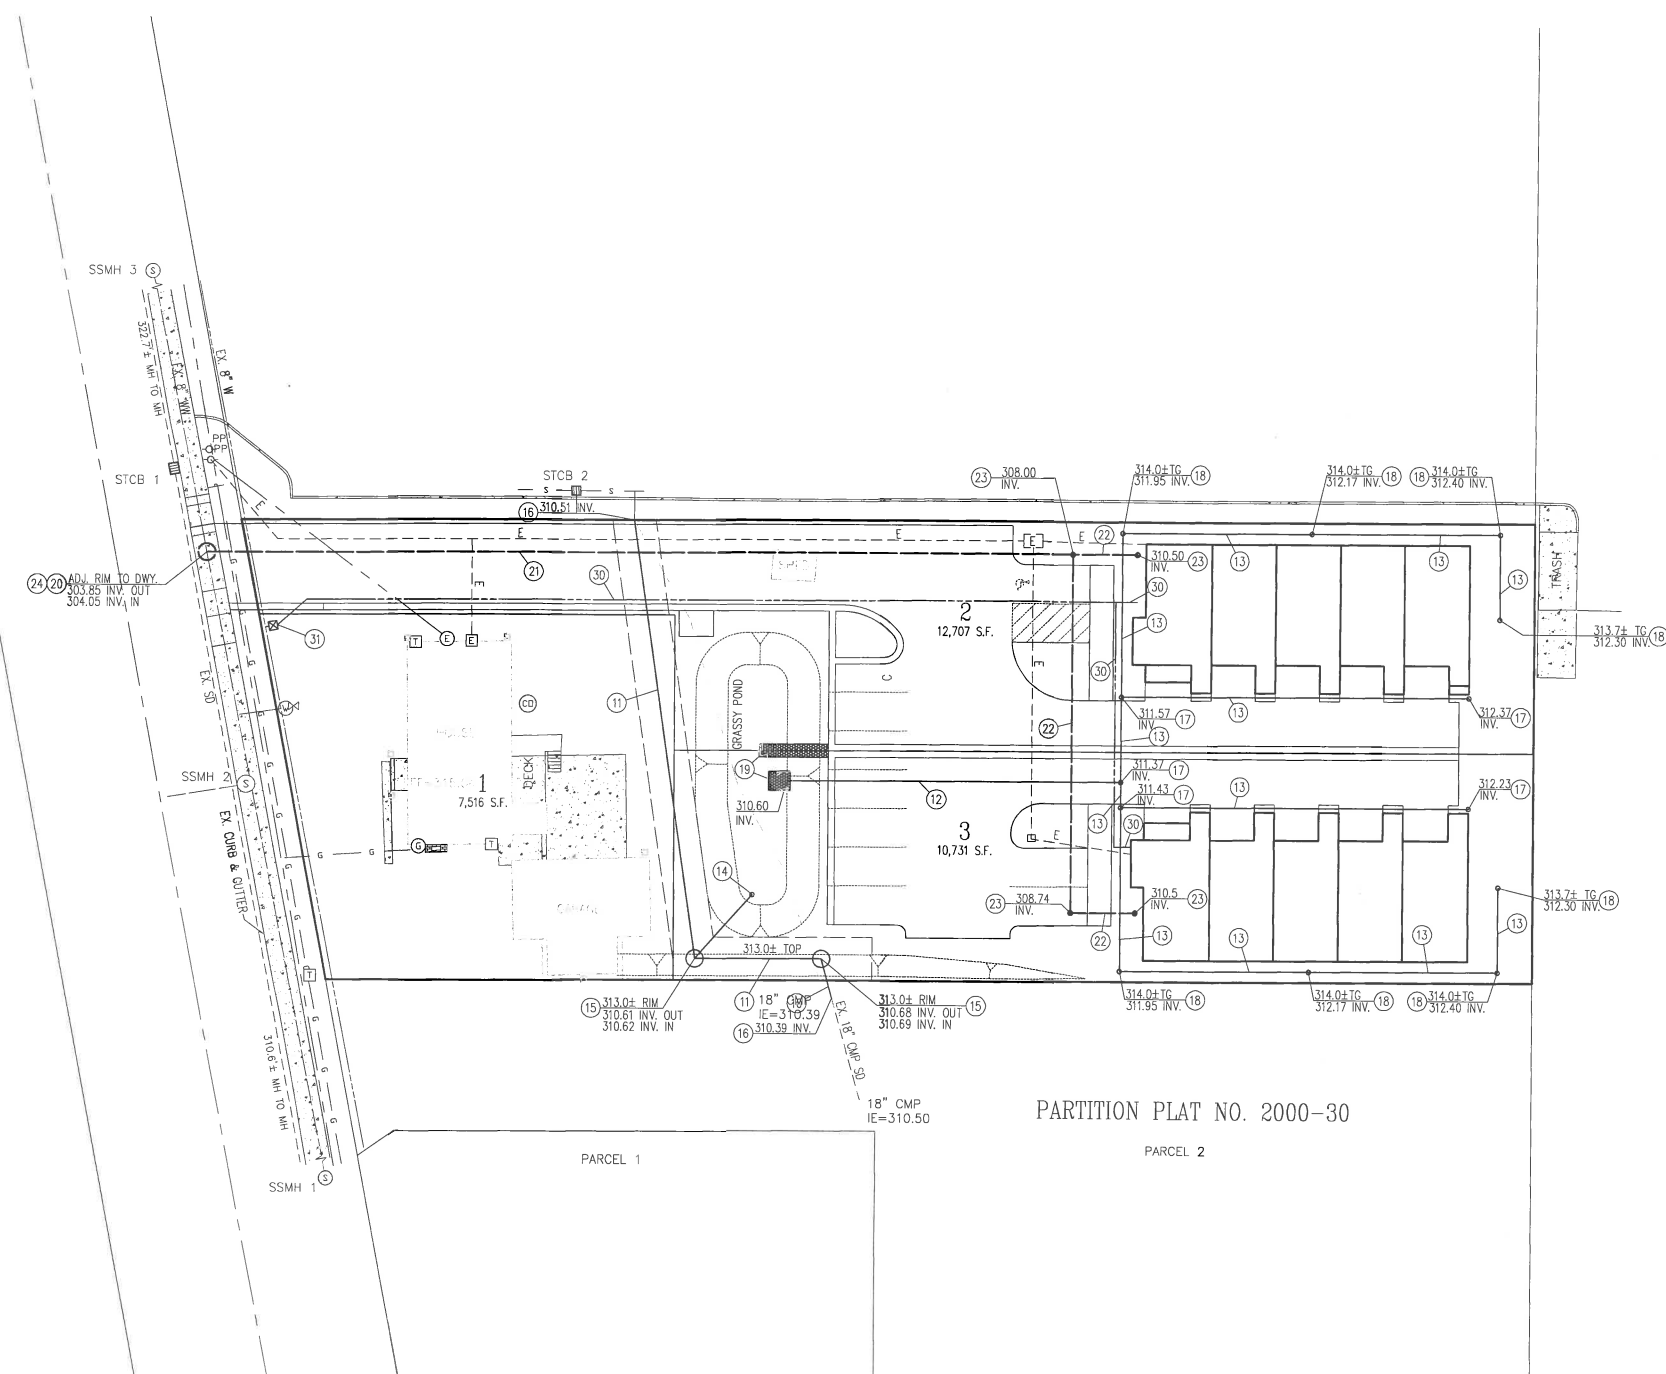 SSMH 3
S
322.7'± MH TO MH
EX. 8" WW
EX. 8" W
PP
PP
STCB 1
STCB 2
S
S
16
310.51 INV.
23
308.00
INV.
314.0±TG
311.95 INV.
18
314.0±TG
312.17 INV.
18
18
314.0±TG
312.40 INV.
E
E
E
E
E
22
310.50
INV.
23
13
13
13
TRASH
24
20
ADJ. RIM TO DWY.
303.85 INV. OUT
304.05 INV. IN
21
30
E
30
G
31
T
E
E
2
12,707 S.F.
13
313.7± TG
312.30 INV.
18
E
30
G
EX. SD
W
CO
11
GRASSY POND
C
22
311.57
INV.
17
13
13
312.37
INV.
17
SSMH 2
S
G
1
7,516 S.F.
DECK
19
310.60
INV.
12
311.37
INV.
17
311.43
INV.
17
13
312.23
INV.
17
EX. CURB & GUTTER
G
G
G
G
T
3
10,731 S.F.
E
13
30
14
23
308.74
INV.
310.5
INV.
23
313.7± TG
312.30 INV.
18
G
22
13
13
13
13
T
313.0± TOP
15
313.0± RIM
310.61 INV. OUT
310.62 INV. IN
11
18" CMP
IE=310.39
16
310.39 INV.
EX. 18" CMP SD
313.0± RIM
310.68 INV. OUT
310.69 INV. IN
15
314.0±TG
311.95 INV.
18
314.0±TG
312.17 INV.
18
18
314.0±TG
312.40 INV.
G
310.6'± MH TO MH
G
18" CMP
IE=310.50
PARTITION PLAT NO. 2000-30
PARCEL 1
PARCEL 2
SSMH 1
S